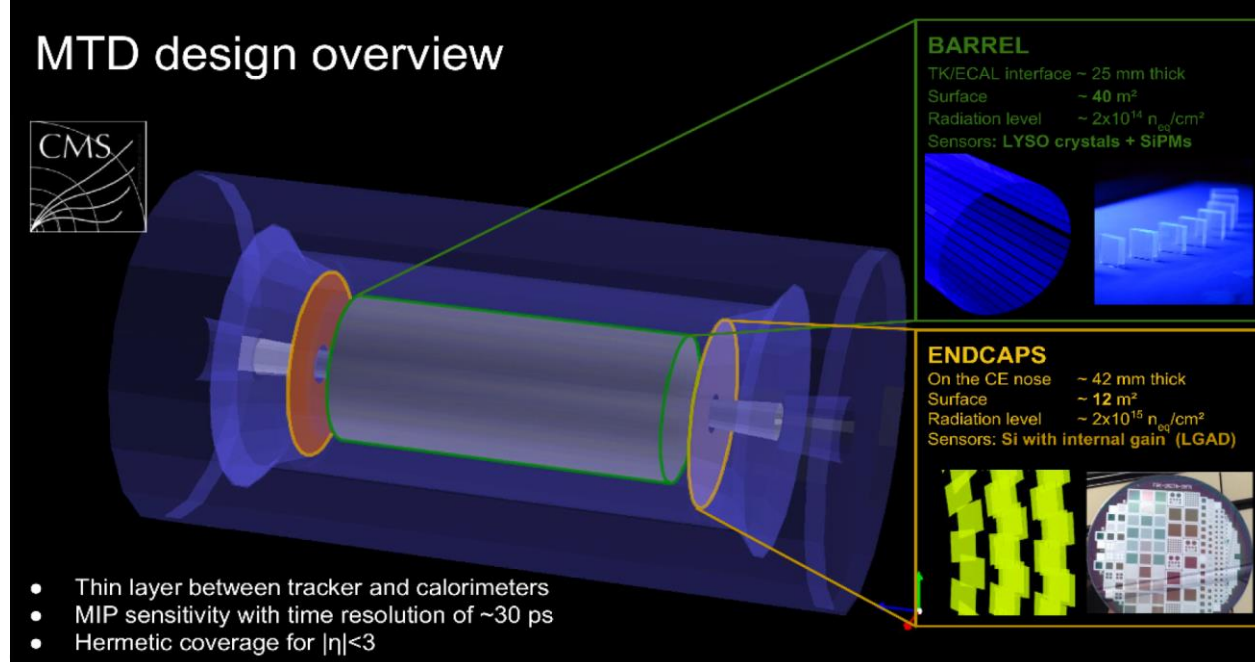 MTD design overview
CMS
BARREL
TK/ECAL interface ~ 25 mm thick
Surface ~ 40 m²
Radiation level ~ 2x10¹⁴ nₑq/cm²
Sensors: LYSO crystals + SiPMs
ENDCAPS
On the CE nose ~ 42 mm thick
Surface ~ 12 m²
Radiation level ~ 2x10¹⁵ nₑq/cm²
Sensors: Si with internal gain (LGAD)
● Thin layer between tracker and calorimeters
● MIP sensitivity with time resolution of ~30 ps
● Hermetic coverage for |η|<3